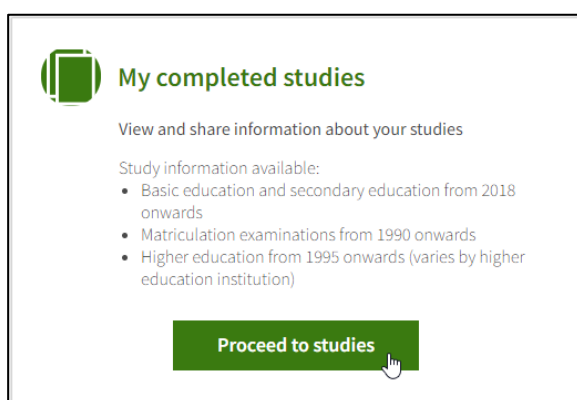 My completed studies
View and share information about your studies
Study information available:
• Basic education and secondary education from 2018
onwards
• Matriculation examinations from 1990 onwards
• Higher education from 1995 onwards (varies by higher
education institution)
Proceed to studies